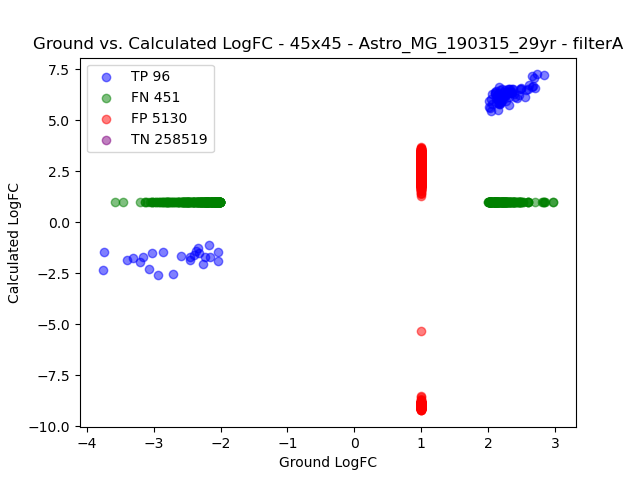 Ground vs. Calculated LogFC - 45x45 - Astro_MG_190315_29yr - filterA
TP 96
FN 451
FP 5130
TN 258519
7.5
5.0
2.5
0.0
−2.5
−5.0
−7.5
−10.0
Calculated LogFC
−4
−3
−2
−1
0
1
2
3
Ground LogFC